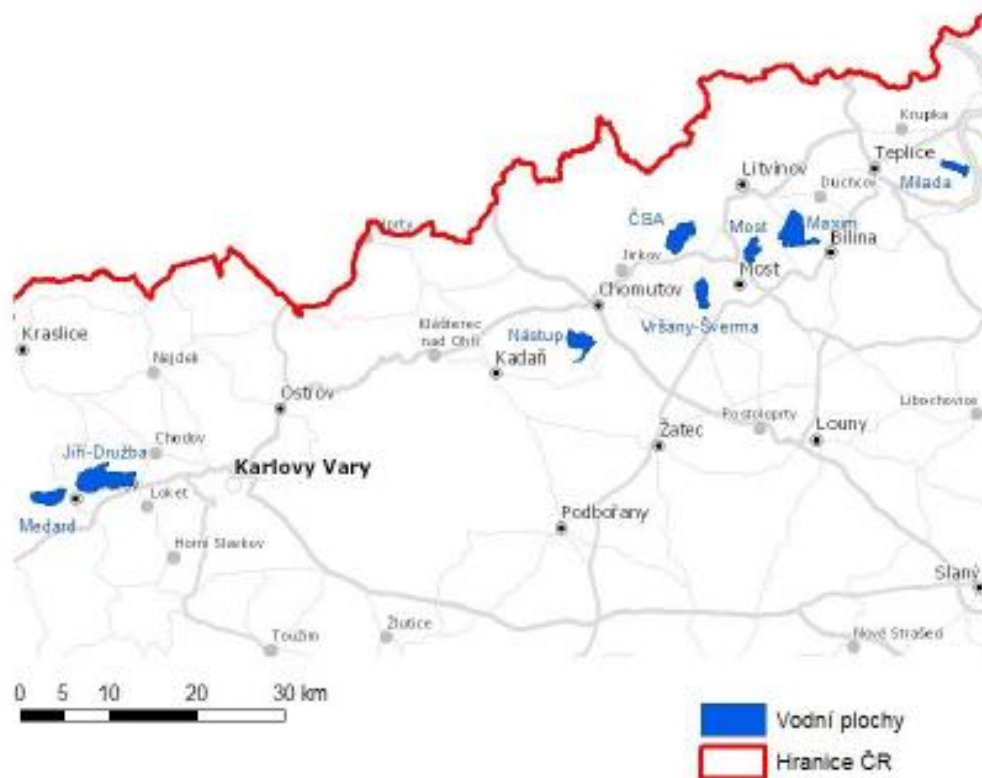 Krupka
Teplice
Milada
Litvínov
Duchcov
ČSA
Most
Maxim
Bílina
Jirkov
Most
Chomutov
Vršany-Šverma
Nástup
Klášterec
nad Ohří
Kadaň
Kraslice
Nejdek
Ostrov
Libochovice
Postoloprty
Louny
Žatec
Chodov
Jiří-Družba
Karlovy Vary
Loket
Medard
Podbořany
Horní Slavkov
Slaný
Žlutice
Toužim
Nové Strašecí
0 5 10 20 30 km
Vodní plochy
Hranice ČR